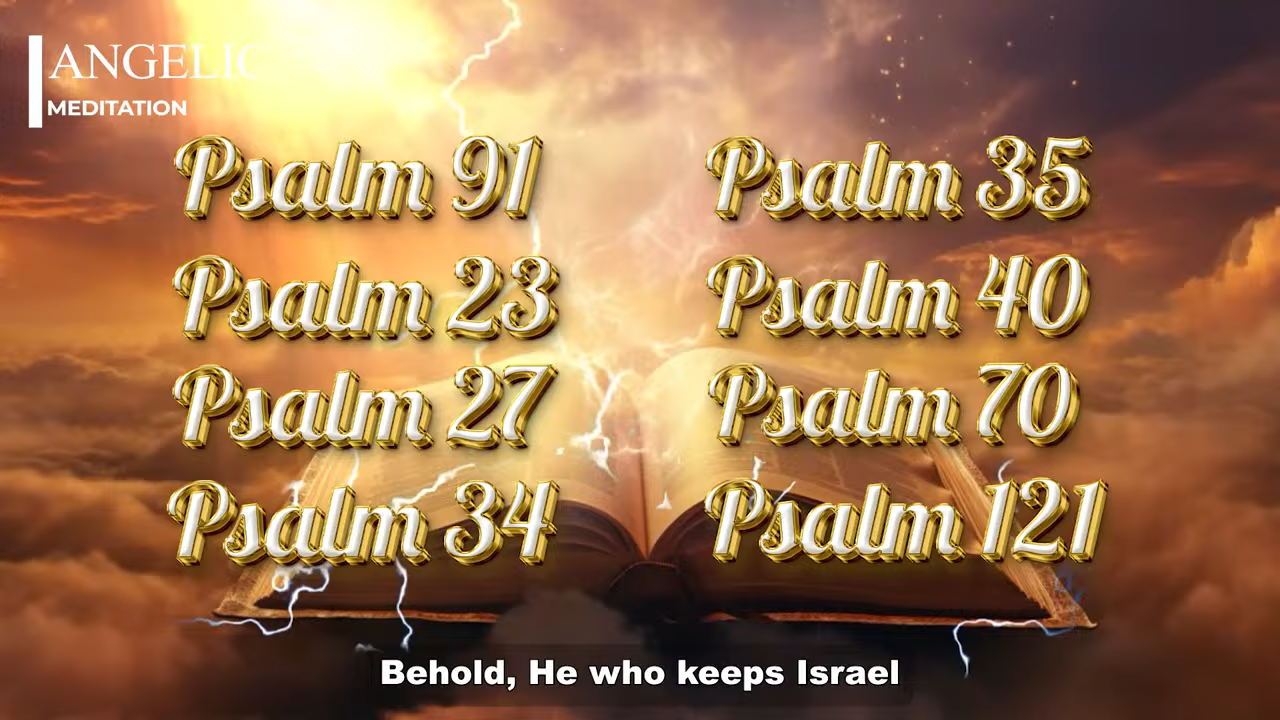 ANGELIC
MEDITATION
Psalm 91
Psalm 23
Psalm 27
Psalm 34
Psalm 35
Psalm 40
Psalm 70
Psalm 121
Behold, He who keeps Israel